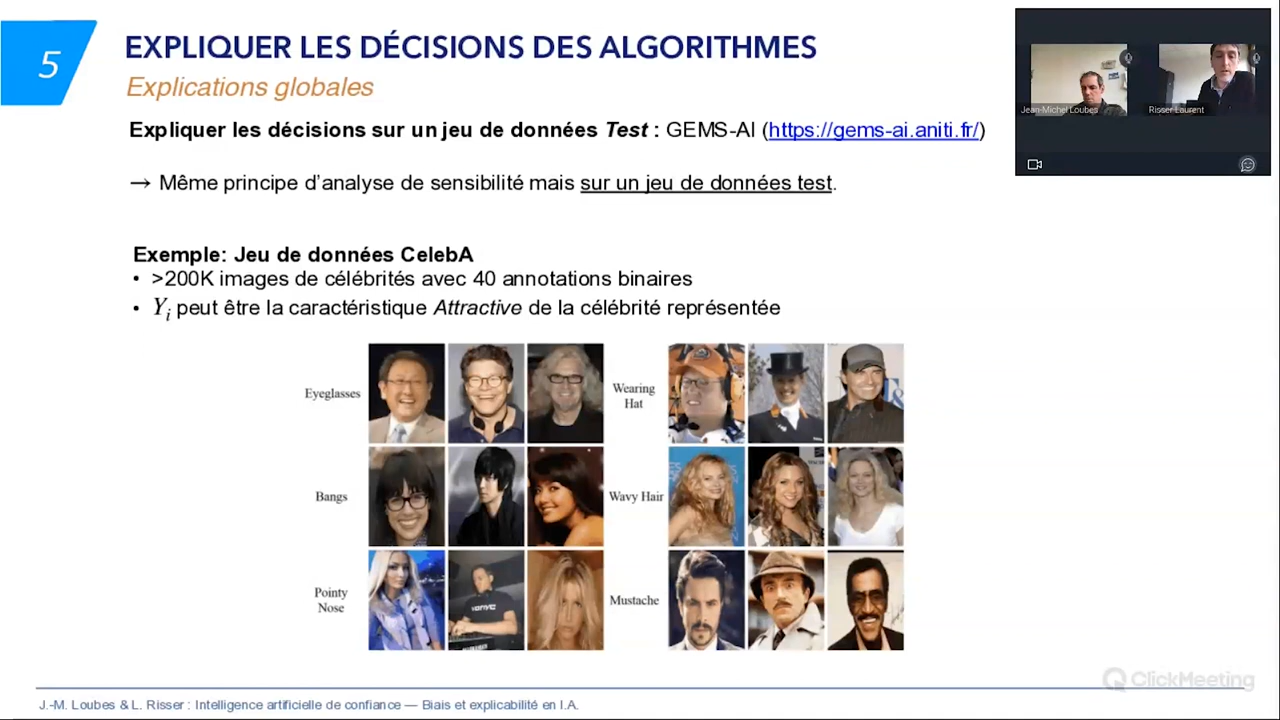 5
EXPLIQUER LES DÉCISIONS DES ALGORITHMES
Explications globales
Expliquer les décisions sur un jeu de données Test : GEMS-AI (https://gems-ai.aniti.fr/)
→ Même principe d'analyse de sensibilité mais sur un jeu de données test.
Exemple: Jeu de données CelebA
• >200K images de célébrités avec 40 annotations binaires
• Yi peut être la caractéristique Attractive de la célébrité représentée
Eyeglasses
Wearing
Hat
Bangs
Wavy Hair
Pointy
Nose
Mustache
Jean-Michel Loubes
Risser Laurent
ClickMeeting
J.-M. Loubes & L. Risser : Intelligence artificielle de confiance — Biais et explicabilité en I.A.